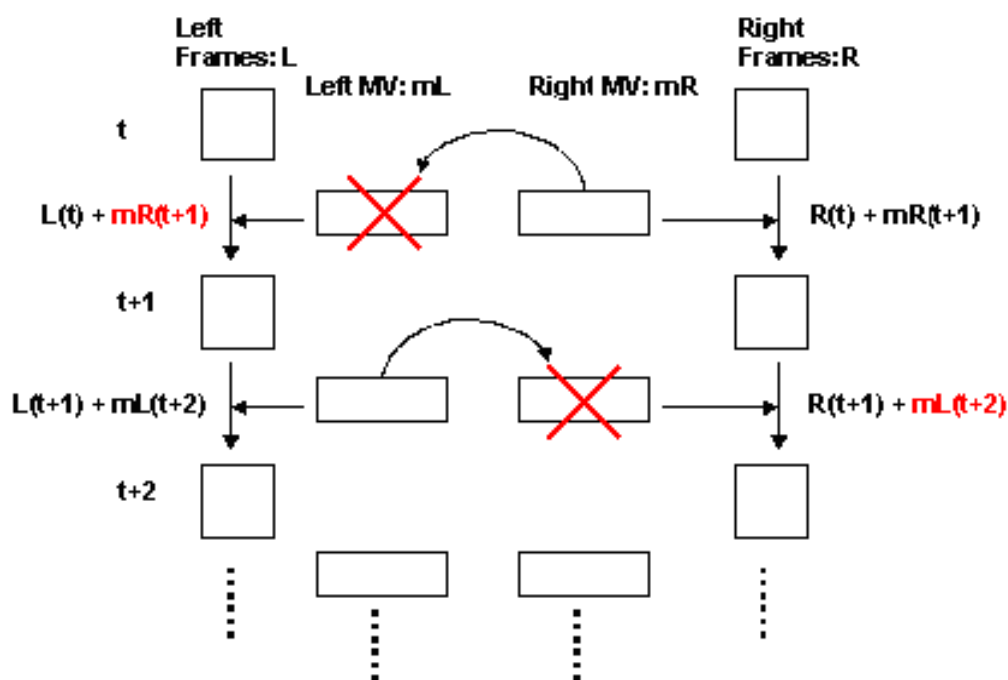 Left
Frames: L
Right
Frames: R
Left MV: mL
Right MV: mR
t
L(t) + mR(t+1)
R(t) + mR(t+1)
t+1
L(t+1) + mL(t+2)
R(t+1) + mL(t+2)
t+2